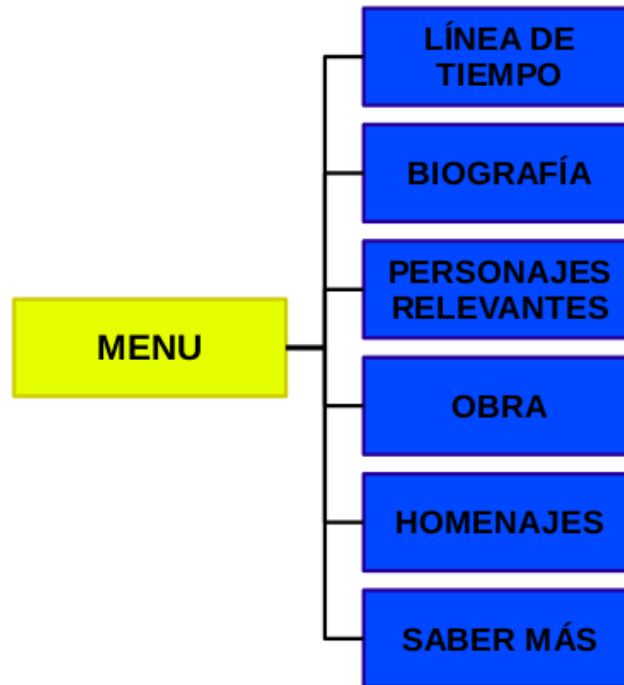 LÍNEA DE
TIEMPO
BIOGRAFÍA
PERSONAJES
RELEVANTES
MENU
OBRA
HOMENAJES
SABER MÁS